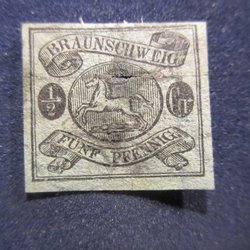 BRAUNSCHWEIG
1/2 Gr
FÜNF PFENNIG